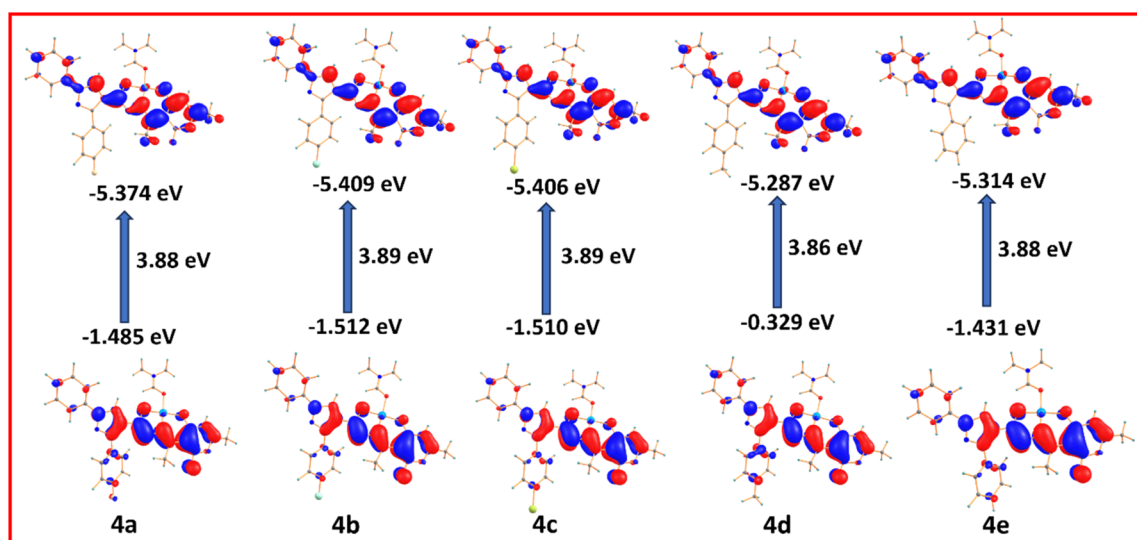 -5.374 eV -5.409 eV -5.406 eV -5.287 eV -5.314 eV
3.88 eV 3.89 eV 3.89 eV 3.86 eV 3.88 eV
-1.485 eV -1.512 eV -1.510 eV -0.329 eV -1.431 eV
4a 4b 4c 4d 4e